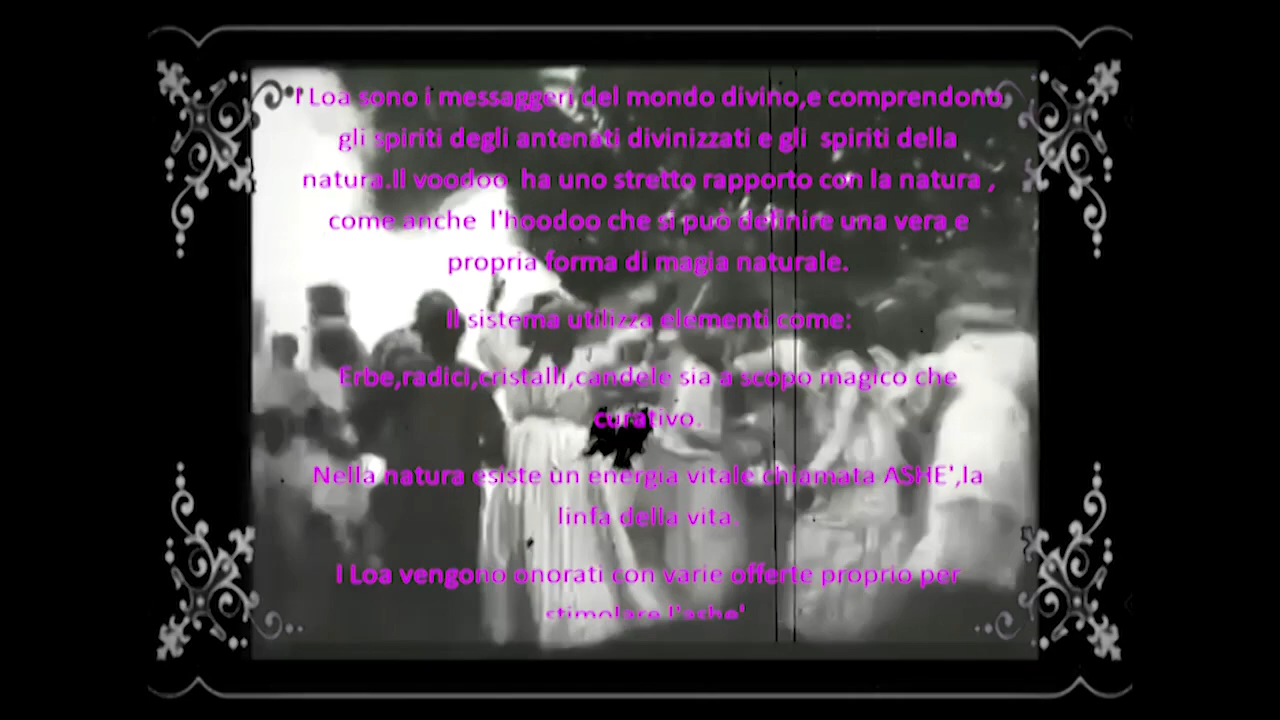 I Loa sono i messaggeri del mondo divino,e comprendono
gli spiriti degli antenati divinizzati e gli spiriti della
natura.Il voodoo ha uno stretto rapporto con la natura ,
come anche l'hoodoo che si può definire una vera e
propria forma di magia naturale.
Il sistema utilizza elementi come:
Erbe,radici,cristalli,candele sia a scopo magico che
curativo.
Nella natura esiste un energia vitale chiamata ASHE',la
linfa della vita
I Loa vengono onorati con varie offerte proprio per
stimolare l'ashe'